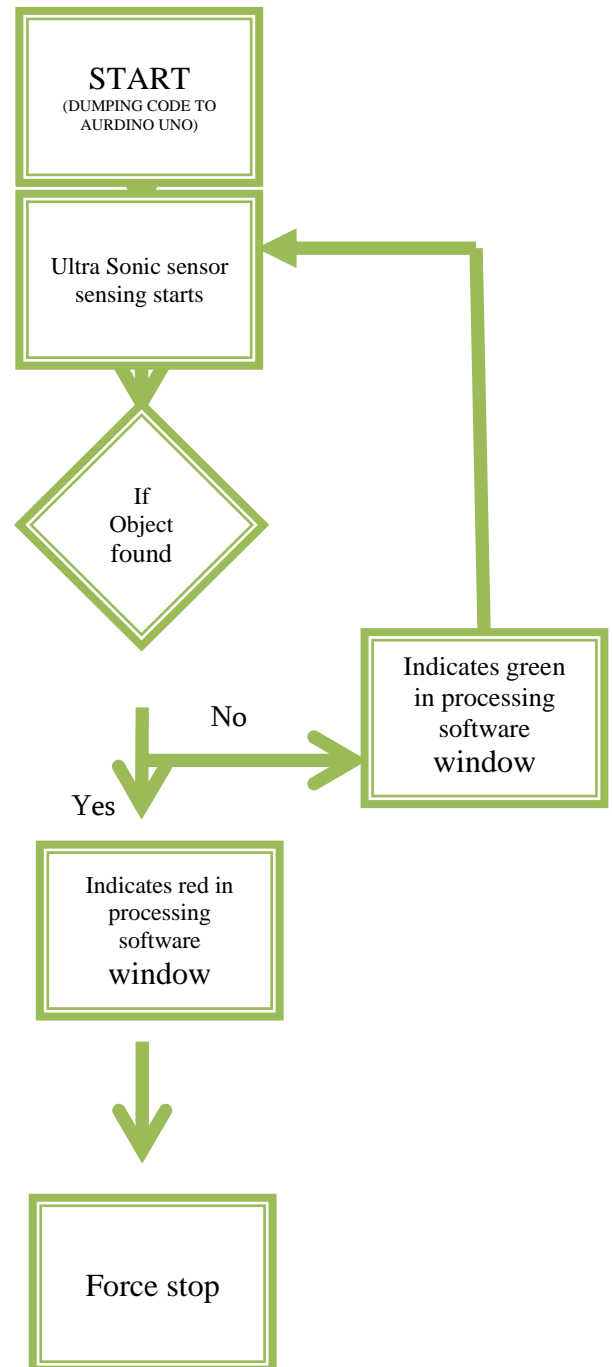 START
(DUMPING CODE TO
AURDINO UNO)
Ultra Sonic sensor
sensing starts
If
Object
found
No
Indicates green
in processing
software
window
Yes
Indicates red in
processing
software
window
Force stop